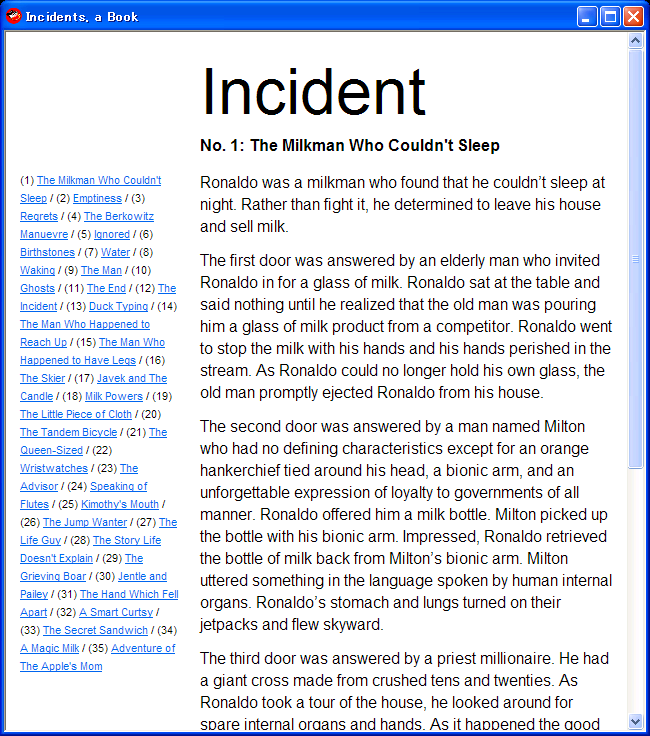 Incidents, a Book
Incident
No. 1: The Milkman Who Couldn't Sleep
(1) The Milkman Who Couldn't
Sleep / (2) Emptiness / (3)
Regrets / (4) The Berkowitz
Manuevre / (5) Ignored / (6)
Birthstones / (7) Water / (8)
Waking / (9) The Man / (10)
Ghosts / (11) The End / (12) The
Incident / (13) Duck Typing / (14)
The Man Who Happened to
Reach Up / (15) The Man Who
Happened to Have Legs / (16)
The Skier / (17) Javek and The
Candle / (18) Milk Powers / (19)
The Little Piece of Cloth / (20)
The Tandem Bicycle / (21) The
Queen-Sized / (22)
Wristwatches / (23) The
Advisor / (24) Speaking of
Flutes / (25) Kimothy's Mouth /
(26) The Jump Wanter / (27) The
Life Guy / (28) The Story Life
Doesn't Explain / (29) The
Grieving Boar / (30) Jentle and
Pailey / (31) The Hand Which Fell
Apart / (32) A Smart Curtsy /
(33) The Secret Sandwich / (34)
A Magic Milk / (35) Adventure of
The Apple's Mom
Ronaldo was a milkman who found that he couldn’t sleep at
night. Rather than fight it, he determined to leave his house
and sell milk.
The first door was answered by an elderly man who invited
Ronaldo in for a glass of milk. Ronaldo sat at the table and
said nothing until he realized that the old man was pouring
him a glass of milk product from a competitor. Ronaldo went
to stop the milk with his hands and his hands perished in the
stream. As Ronaldo could no longer hold his own glass, the
old man promptly ejected Ronaldo from his house.
The second door was answered by a man named Milton
who had no defining characteristics except for an orange
hankerchief tied around his head, a bionic arm, and an
unforgettable expression of loyalty to governments of all
manner. Ronaldo offered him a milk bottle. Milton picked up
the bottle with his bionic arm. Impressed, Ronaldo retrieved
the bottle of milk back from Milton’s bionic arm. Milton
uttered something in the language spoken by human internal
organs. Ronaldo’s stomach and lungs turned on their
jetpacks and flew skyward.
The third door was answered by a priest millionaire. He had
a giant cross made from crushed tens and twenties. As
Ronaldo took a tour of the house, he looked around for
spare internal organs and hands. As it happened the good